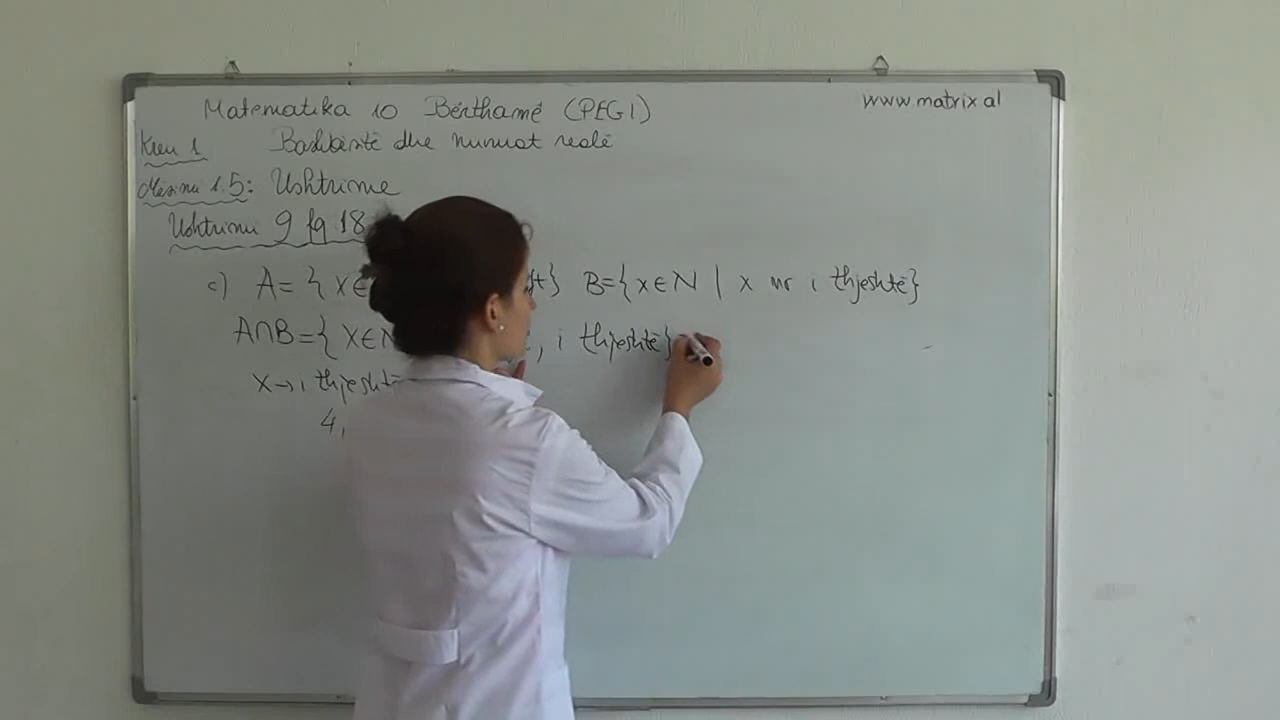 Matematika 10 Bërthamë (PEGI)
www.matrix.al
Kreu 1 Bashkësitë dhe numrat realë
Mësimi 1.5: Ushtrime
Ushtrimi 9 fq 18
c) A = { x ∈ t} B = { x ∈ N | x nr i thjeshtë}
A∩B = { x ∈ N , i thjeshtë}
x → i thjeshtë
4,